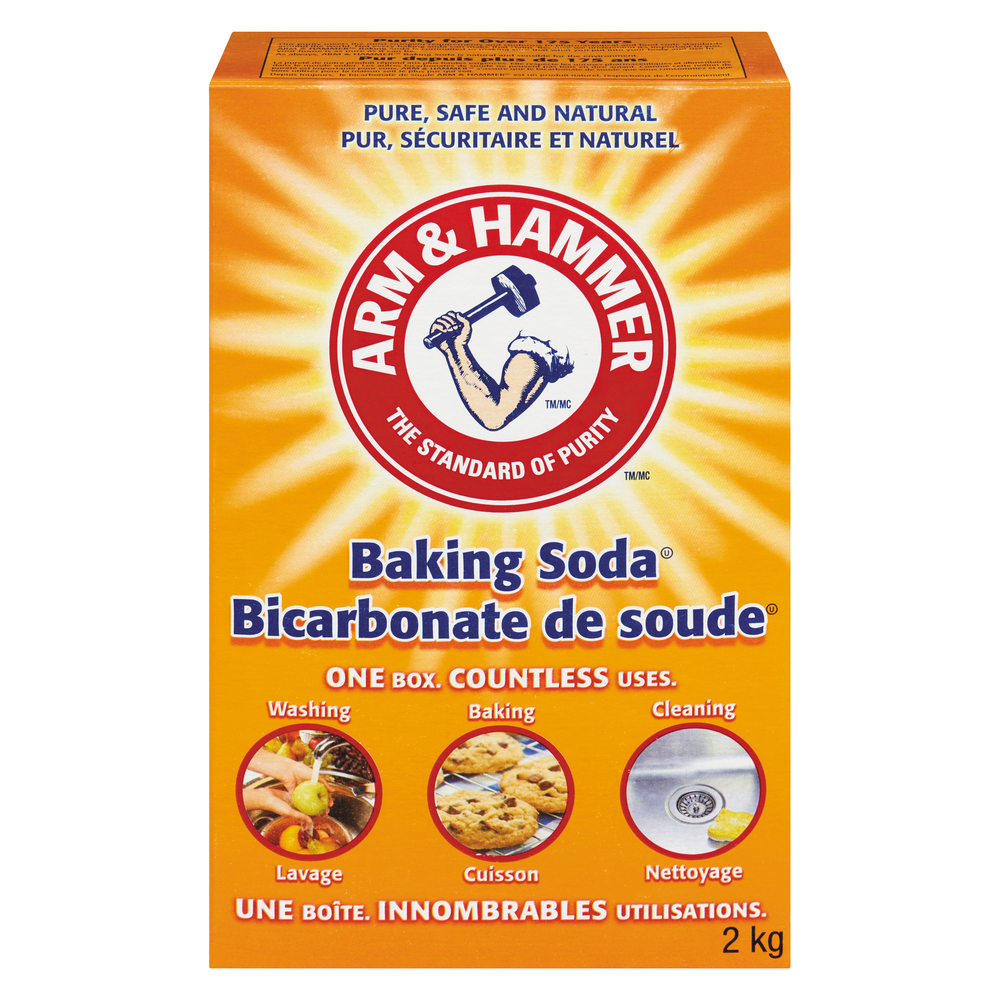 Purity for Over 175 Years
Pur depuis plus de 175 ans
PURE, SAFE AND NATURAL
PUR, SÉCURITAIRE ET NATUREL
ARM & HAMMER
TM/MC
THE STANDARD OF PURITY
TM/MC
Baking Soda
Bicarbonate de soude
ONE BOX. COUNTLESS USES.
Washing Baking Cleaning
Lavage Cuisson Nettoyage
UNE BOÎTE. INNOMBRABLES UTILISATIONS.
2 kg